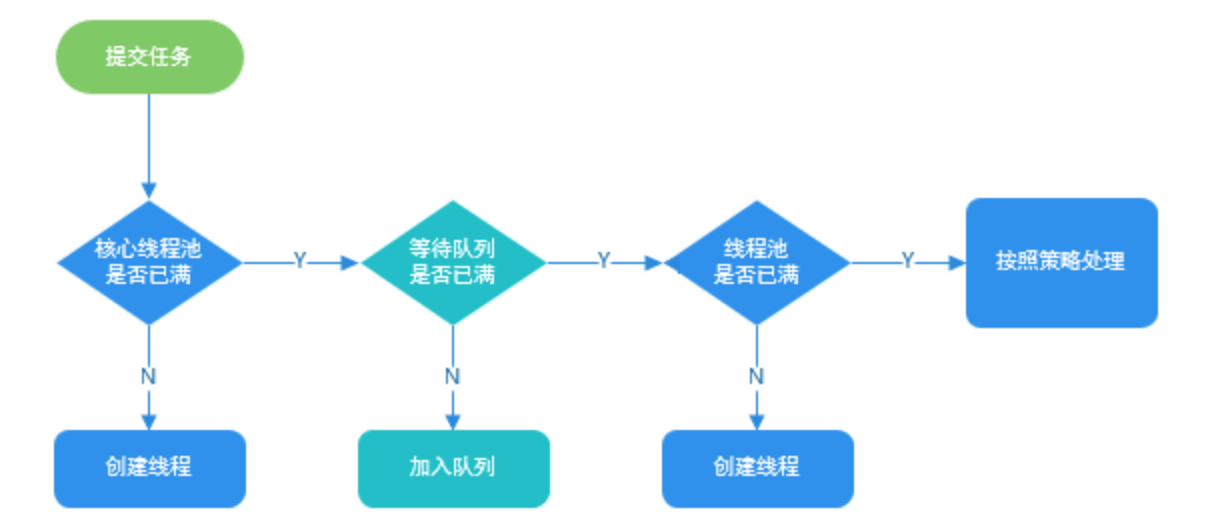 提交任务
核心线程池
是否已满
Y
等待队列
是否已满
Y
线程池
是否已满
Y
按照策略处理
N
N
N
创建线程
加入队列
创建线程